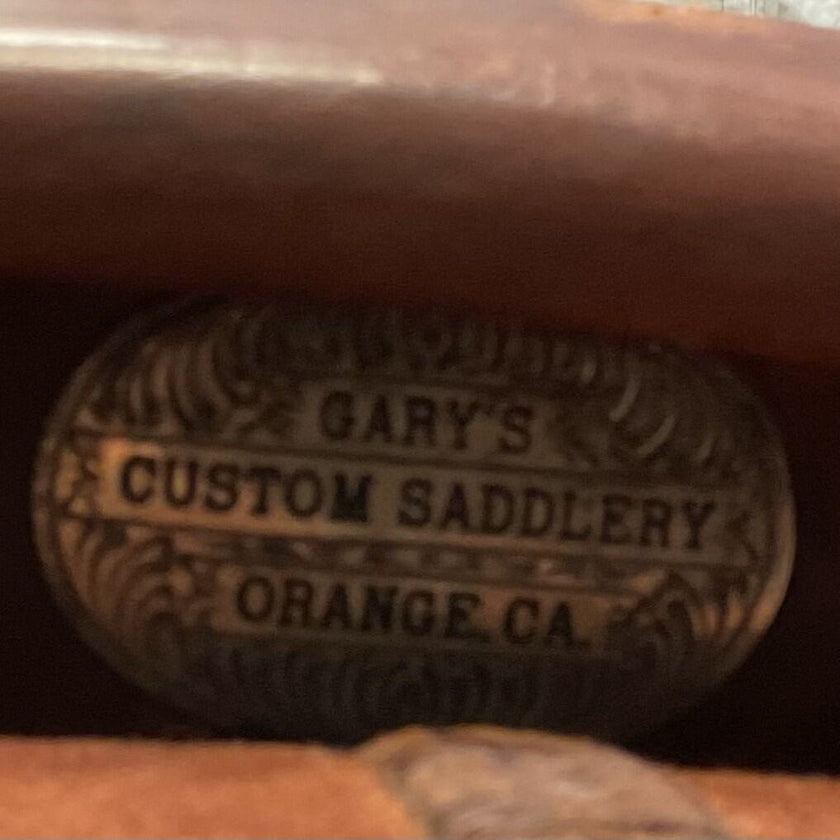 GARY'S
CUSTOM SADDLERY
ORANGE, CA.